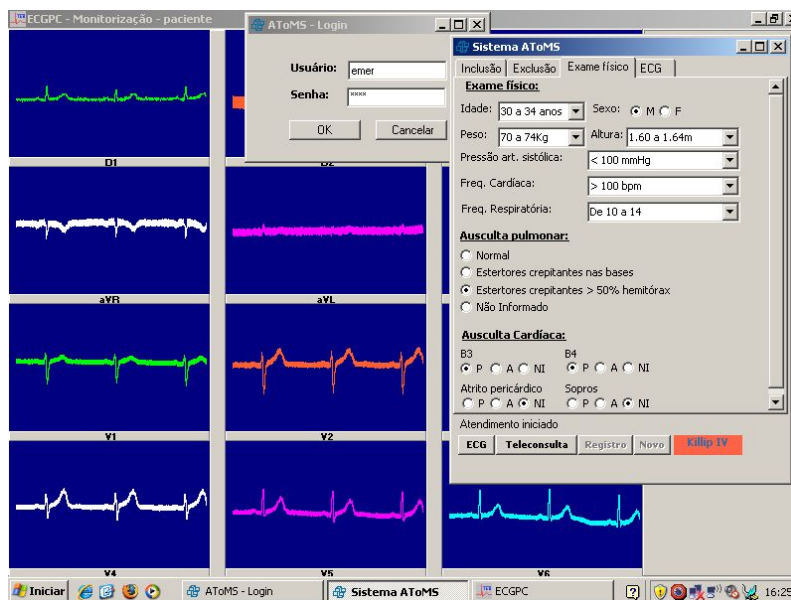 ECGPC - Monitorização - paciente
D1
D2
aVR
aVL
V1
V2
V4
V5
V6
AToMS - Login
Usuário: emer
Senha: ****
OK Cancelar
Sistema AToMS
Inclusão Exclusão Exame físico ECG
Exame físico:
Idade: 30 a 34 anos Sexo: M F
Peso: 70 a 74Kg Altura: 1.60 a 1.64m
Pressão art. sistólica: < 100 mmHg
Freq. Cardíaca: > 100 bpm
Freq. Respiratória: De 10 a 14
Ausculta pulmonar:
Normal
Estertores crepitantes nas bases
Estertores crepitantes > 50% hemitórax
Não Informado
Ausculta Cardíaca:
B3 B4
P A NI P A NI
Atrito pericárdico Sopros
P A NI P A NI
Atendimento iniciado
ECG Teleconsulta Registro Novo Killip IV
Iniciar AToMS - Login Sistema AToMS ECGPC 16:25